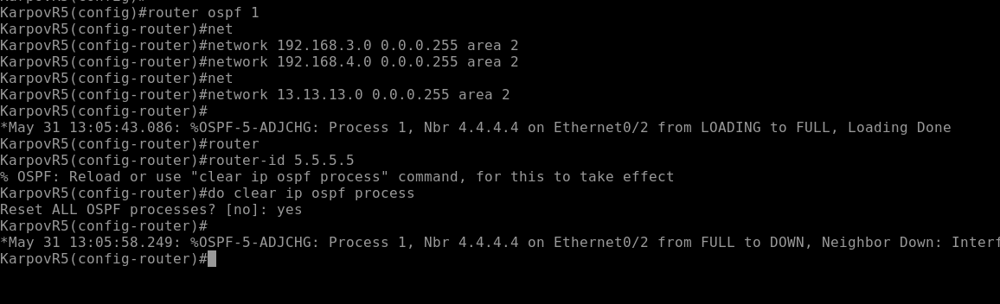 KarpovR5(config)#router ospf 1
KarpovR5(config-router)#net
KarpovR5(config-router)#network 192.168.3.0 0.0.0.255 area 2
KarpovR5(config-router)#network 192.168.4.0 0.0.0.255 area 2
KarpovR5(config-router)#net
KarpovR5(config-router)#network 13.13.13.0 0.0.0.255 area 2
KarpovR5(config-router)#
*May 31 13:05:43.086: %OSPF-5-ADJCHG: Process 1, Nbr 4.4.4.4 on Ethernet0/2 from LOADING to FULL, Loading Done
KarpovR5(config-router)#router
KarpovR5(config-router)#router-id 5.5.5.5
% OSPF: Reload or use "clear ip ospf process" command, for this to take effect
KarpovR5(config-router)#do clear ip ospf process
Reset ALL OSPF processes? [no]: yes
KarpovR5(config-router)#
*May 31 13:05:58.249: %OSPF-5-ADJCHG: Process 1, Nbr 4.4.4.4 on Ethernet0/2 from FULL to DOWN, Neighbor Down: Interf
KarpovR5(config-router)#